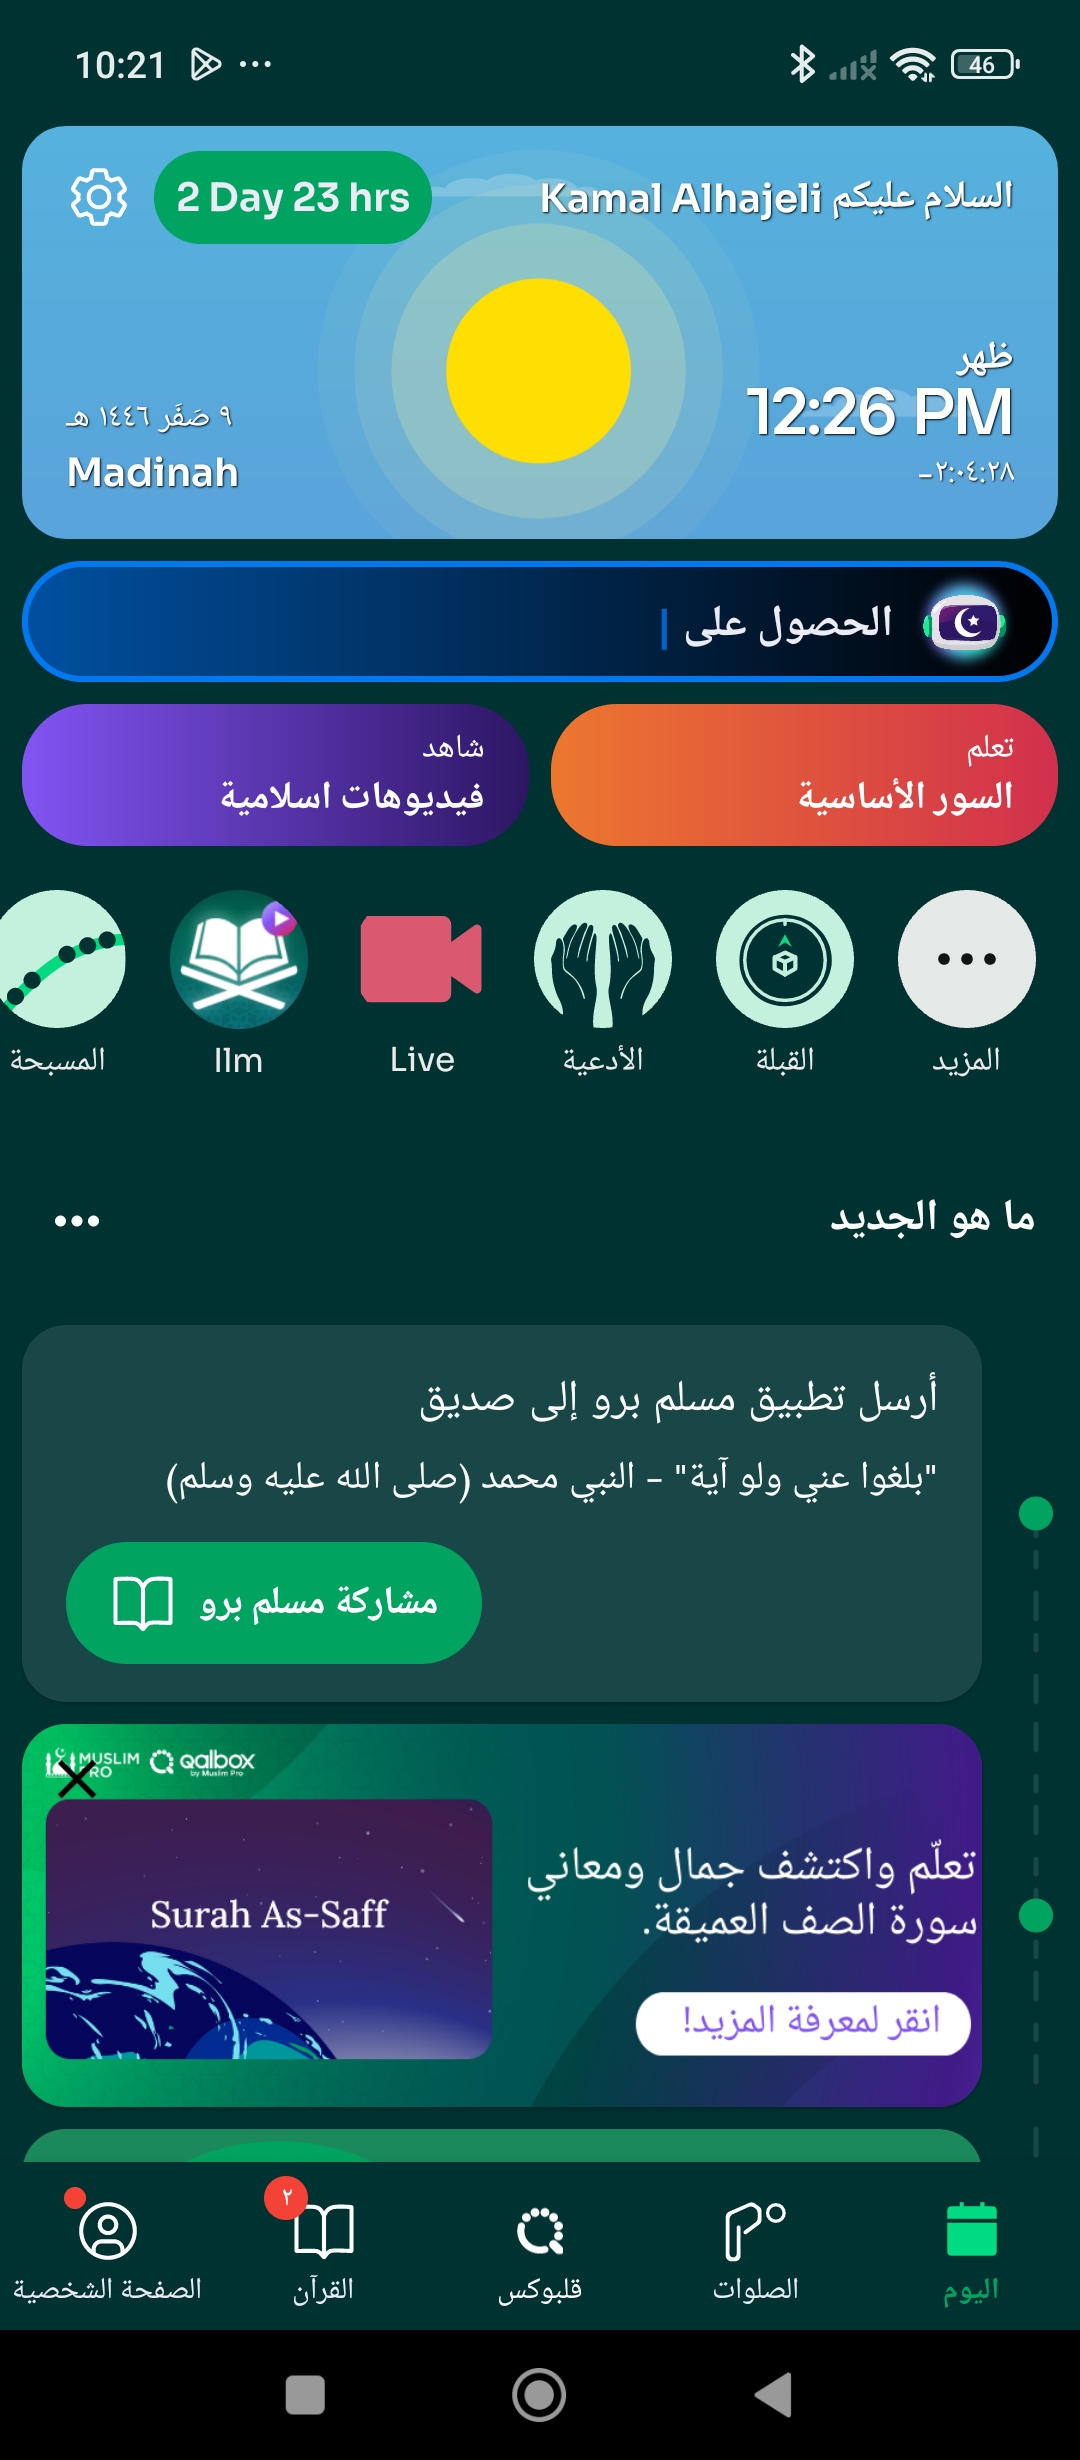 10:21
46
2 Day 23 hrs
السلام عليكم Kamal Alhajeli
ظهر
12:26 PM
-٢:٠٤:٢٨
٩ صَفَر ١٤٤٦ هـ
Madinah
الحصول على
تعلم
السور الأساسية
شاهد
فيديوهات اسلامية
المزيد
القبلة
الأدعية
Live
١١m
المسبحة
ما هو الجديد
أرسل تطبيق مسلم برو إلى صديق
"بلغوا عني ولو آية" - النبي محمد (صلى الله عليه وسلم)
مشاركة مسلم برو
MUSLIM PRO
qalbox
by Muslim Pro
Surah As-Saff
تعلّم واكتشف جمال ومعاني
سورة الصف العميقة.
انقر لمعرفة المزيد!
اليوم
الصلوات
قلبوكس
٢
القرآن
الصفحة الشخصية